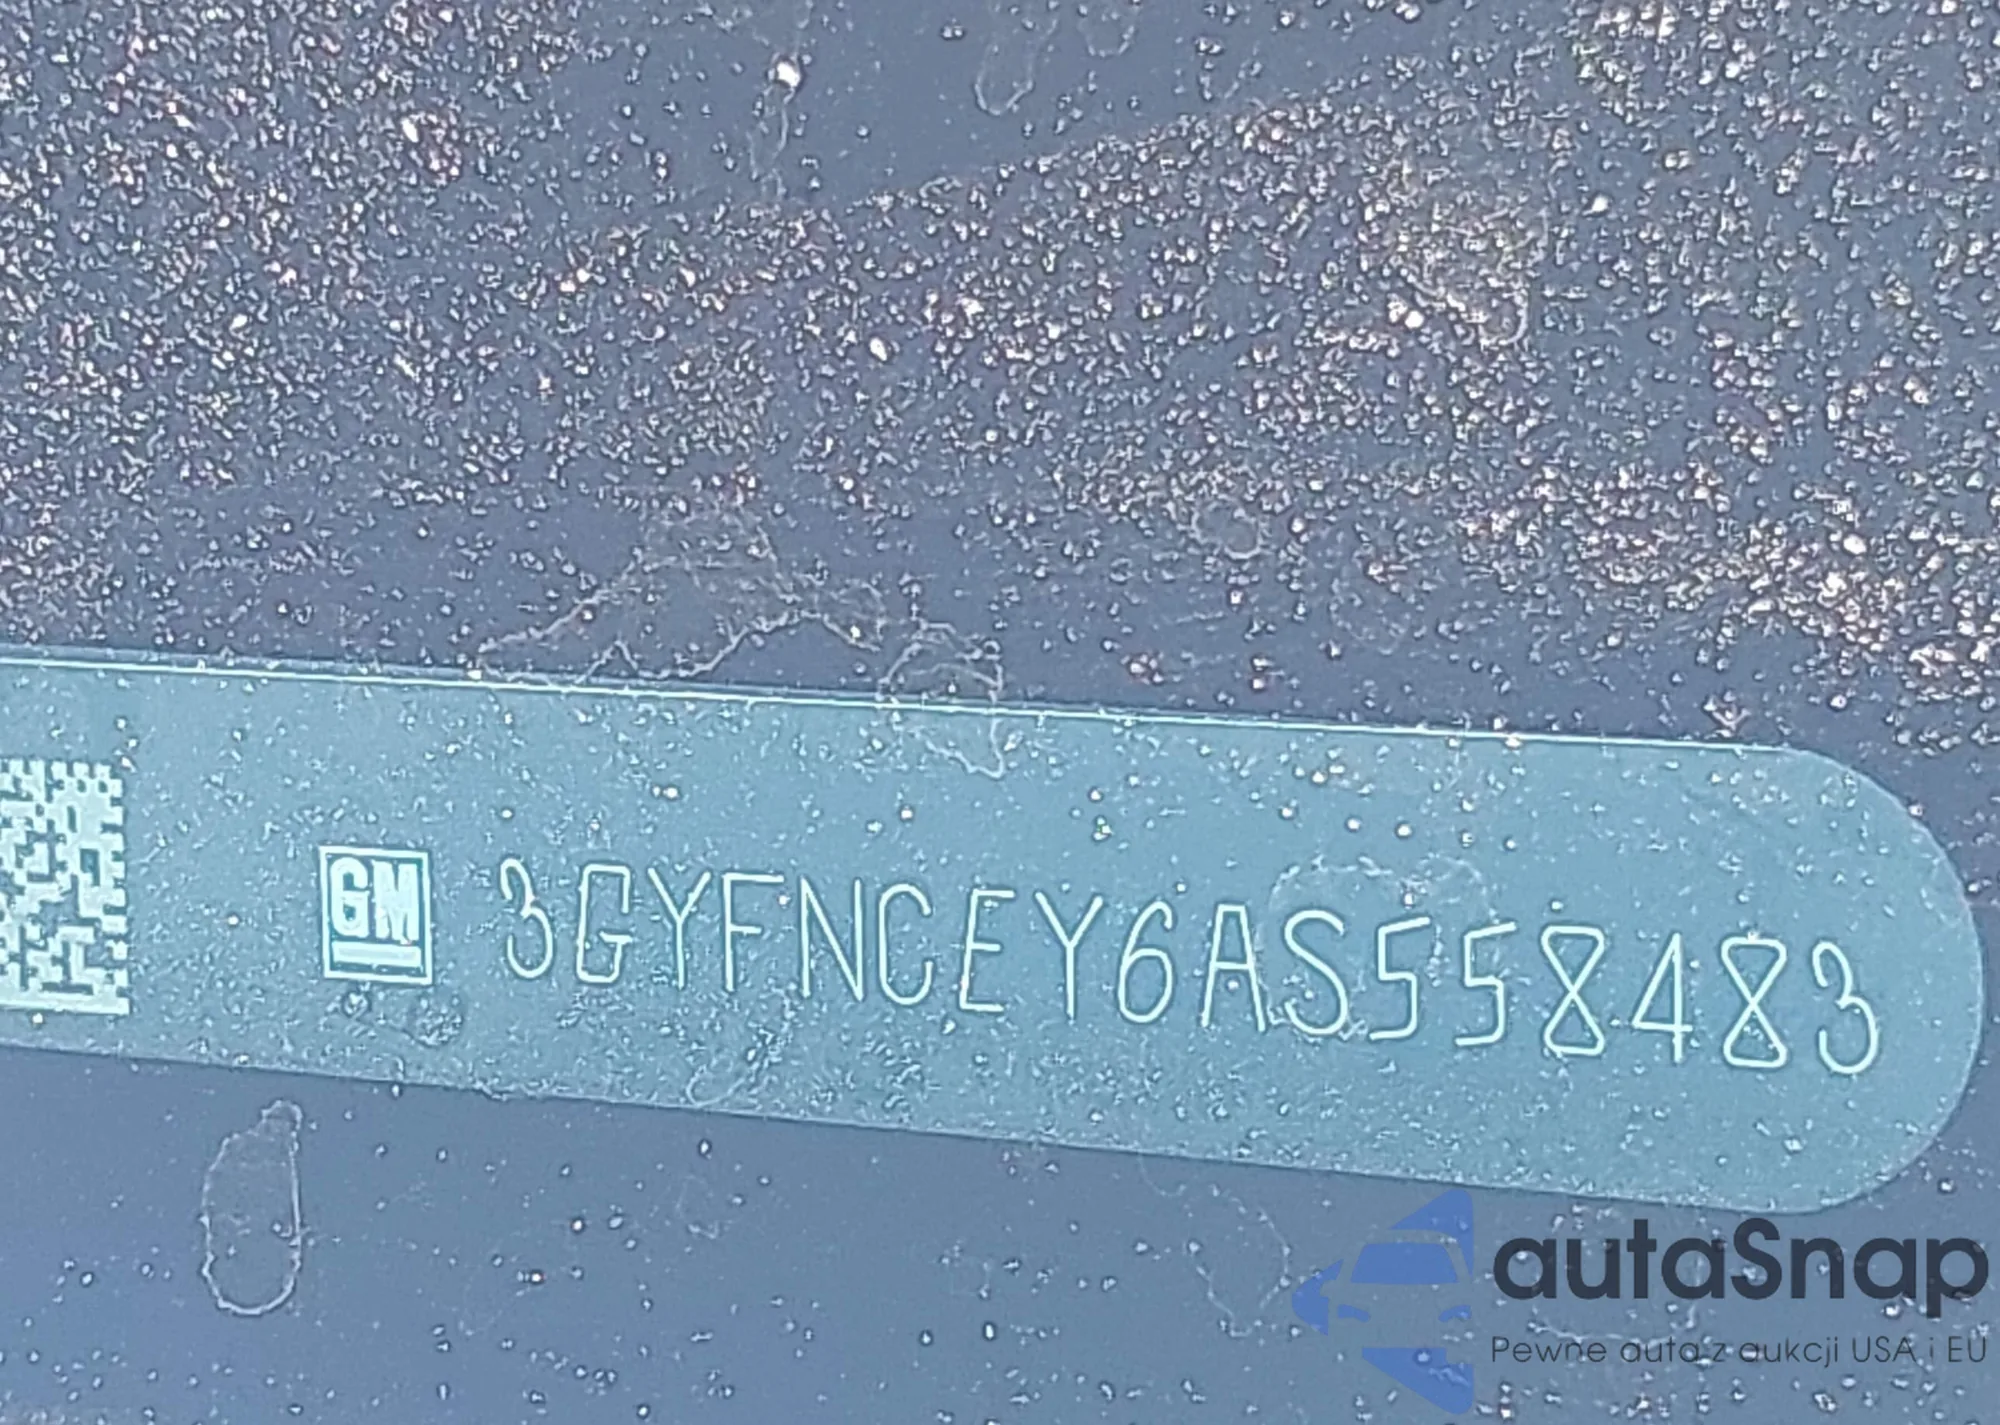 GM 3GYFNCEY6AS558483
autaSnap
Pewne auta z aukcji USA i EU